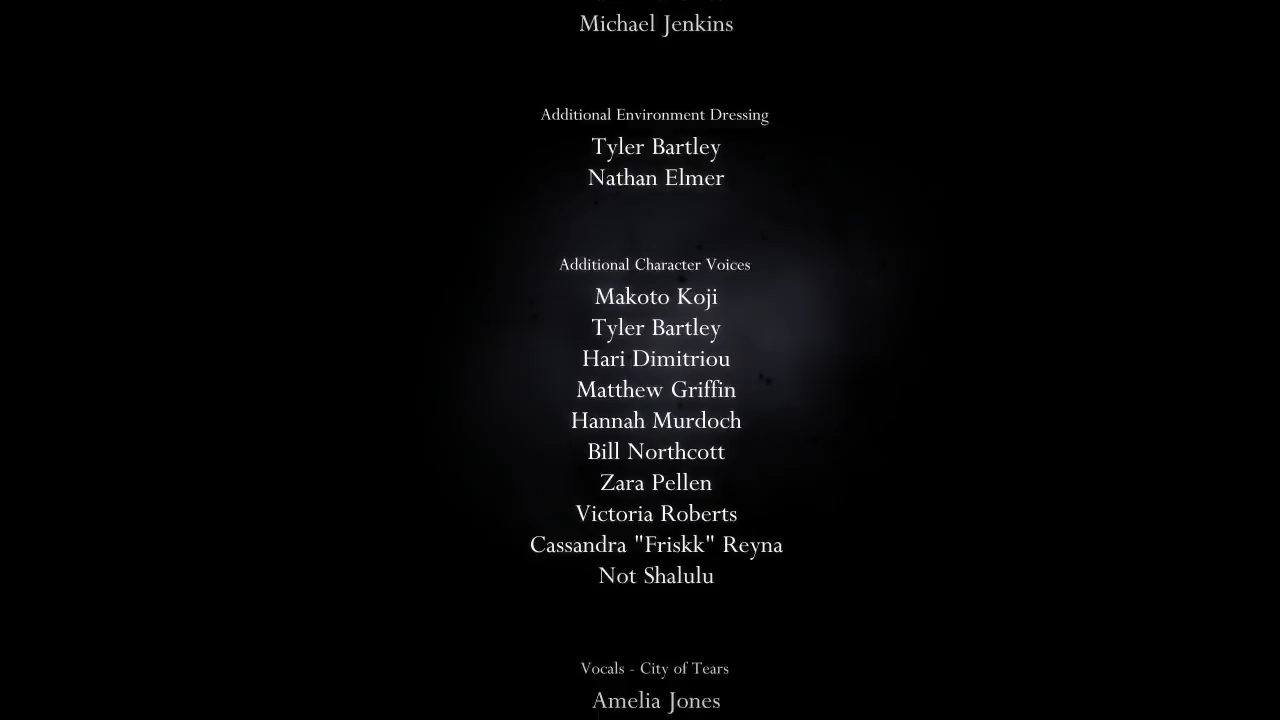 Michael Jenkins
Additional Environment Dressing
Tyler Bartley
Nathan Elmer
Additional Character Voices
Makoto Koji
Tyler Bartley
Hari Dimitriou
Matthew Griffin
Hannah Murdoch
Bill Northcott
Zara Pellen
Victoria Roberts
Cassandra "Friskk" Reyna
Not Shalulu
Vocals - City of Tears
Amelia Jones